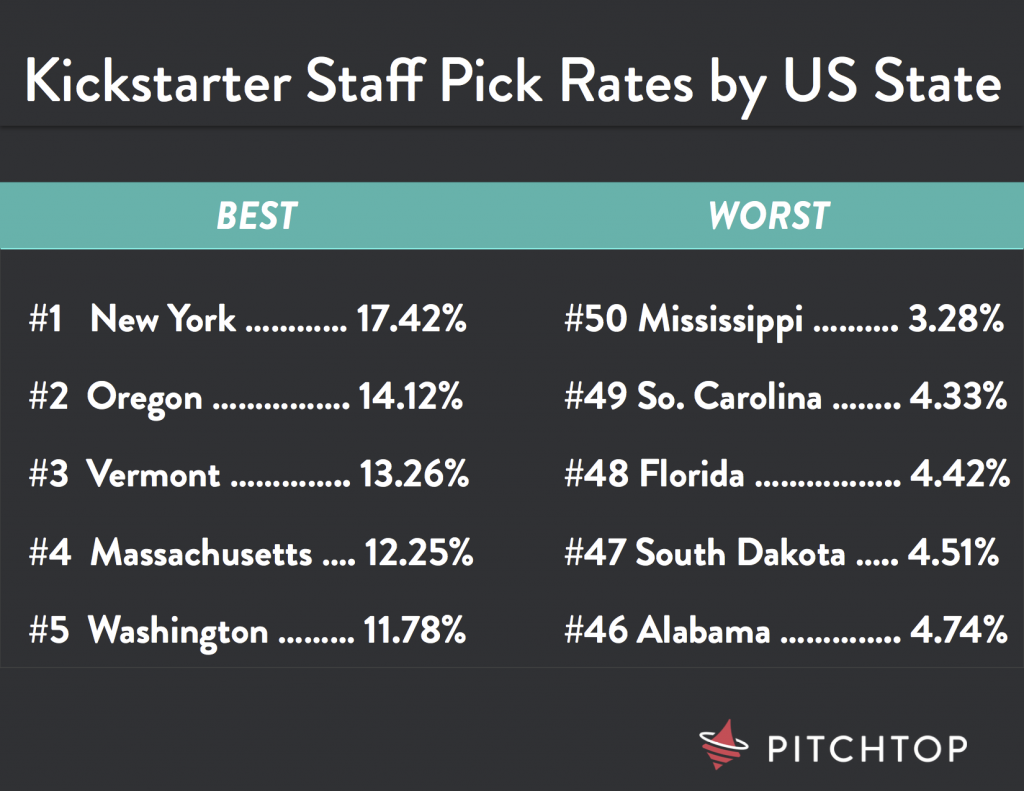 Kickstarter Staff Pick Rates by US State
BEST
WORST
#1 New York ............ 17.42%
#50 Mississippi .......... 3.28%
#2 Oregon ................ 14.12%
#49 So. Carolina ........ 4.33%
#3 Vermont .............. 13.26%
#48 Florida ................. 4.42%
#4 Massachusetts .... 12.25%
#47 South Dakota ..... 4.51%
#5 Washington ......... 11.78%
#46 Alabama .............. 4.74%
PITCHTOP